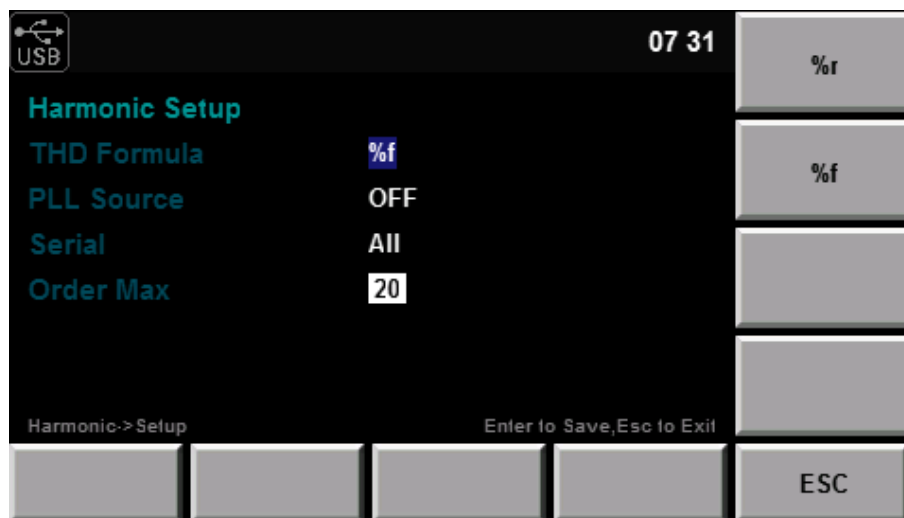 USB
07 31
%r
Harmonic Setup
THD Formula %f
%f
PLL Source OFF
Serial All
Order Max 20
Harmonic->Setup Enter to Save,Esc to Exit
ESC